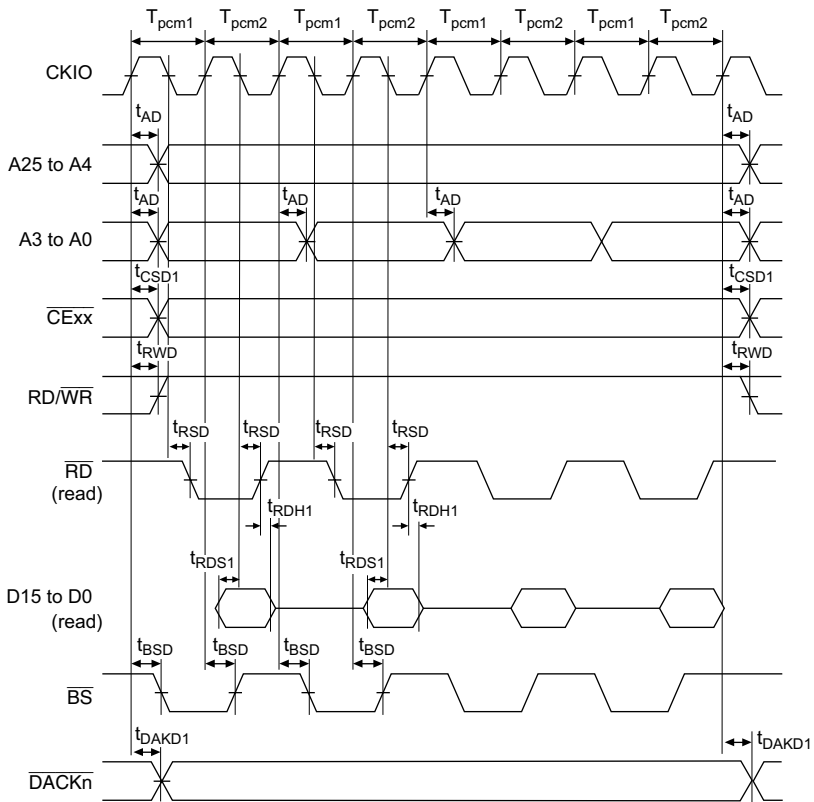 Tpcm1 Tpcm2 Tpcm1 Tpcm2 Tpcm1 Tpcm2 Tpcm1 Tpcm2
CKIO
tAD tAD
A25 to A4
tAD tAD tAD tAD
A3 to A0
tCSD1 tCSD1
CExx
tRWD tRWD
RD/WR
tRSD tRSD tRSD tRSD
RD
(read)
tRDH1 tRDH1
tRDS1 tRDS1
D15 to D0
(read)
tBSD tBSD tBSD tBSD
BS
tDAKD1 tDAKD1
DACKn